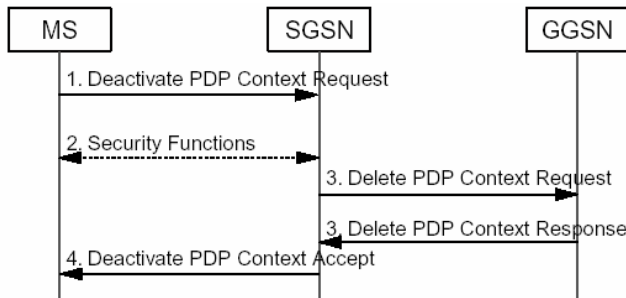 MS
SGSN
GGSN
1. Deactivate PDP Context Request
2. Security Functions
3. Delete PDP Context Request
3. Delete PDP Context Response
4. Deactivate PDP Context Accept